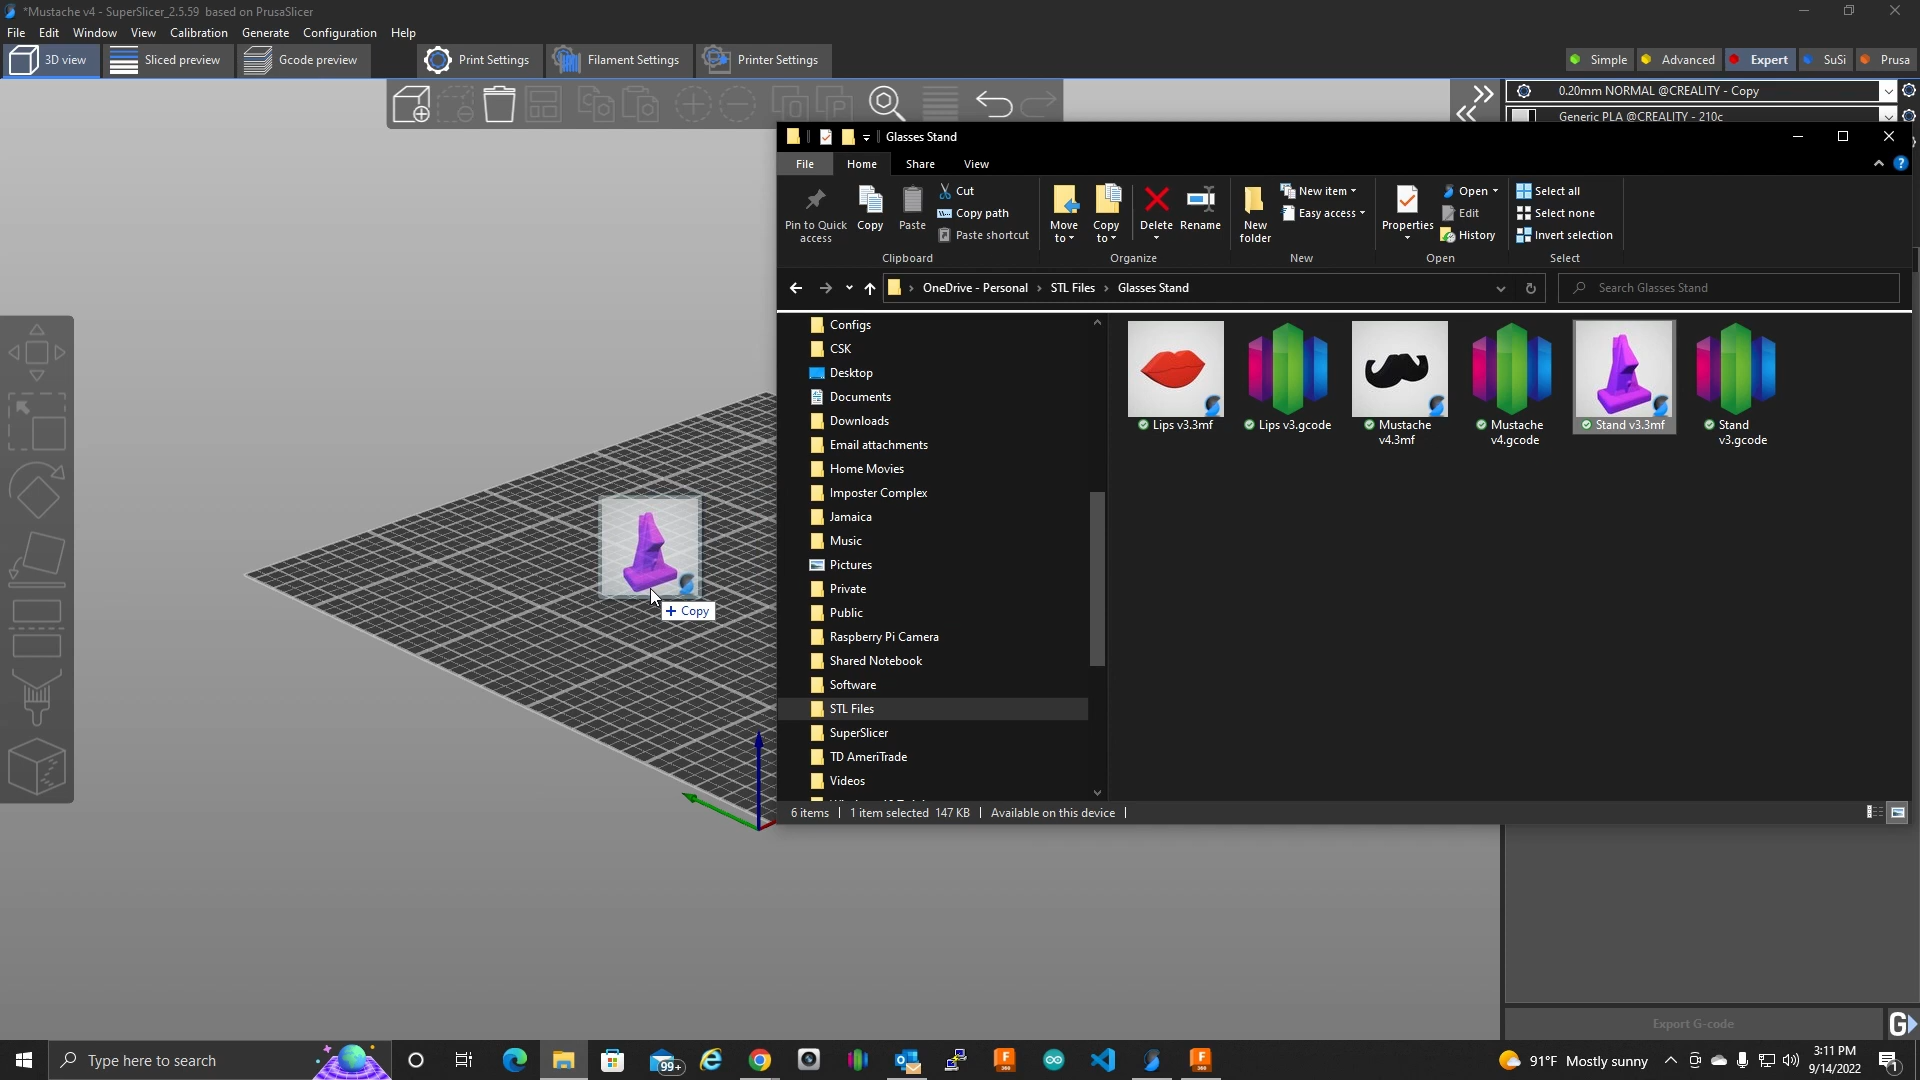 *Mustache v4 - SuperSlicer_2.5.59 based on PrusaSlicer
File Edit Window View Calibration Generate Configuration Help
3D view Sliced preview Gcode preview Print Settings Filament Settings Printer Settings Simple Advanced Expert SuSi Prusa
0.20mm NORMAL @CREALITY - Copy
Generic PLA @CREALITY - 210c
Glasses Stand
File Home Share View
Pin to Quick access
Copy
Paste
Cut
Copy path
Paste shortcut
Clipboard
Move to
Copy to
Delete
Rename
Organize
New folder
New item
Easy access
New
Properties
Open
Edit
History
Open
Select all
Select none
Invert selection
Select
OneDrive - Personal > STL Files > Glasses Stand
Search Glasses Stand
Configs
CSK
Desktop
Documents
Downloads
Email attachments
Home Movies
Imposter Complex
Jamaica
Music
Pictures
Private
Public
Raspberry Pi Camera
Shared Notebook
Software
STL Files
SuperSlicer
TD AmeriTrade
Videos
Lips v3.3mf
Lips v3.gcode
Mustache v4.3mf
Mustache v4.gcode
Stand v3.3mf
Stand v3.gcode
+ Copy
6 items 1 item selected 147 KB Available on this device
Export G-code
G
Type here to search
99+
91°F Mostly sunny
3:11 PM
9/14/2022
1